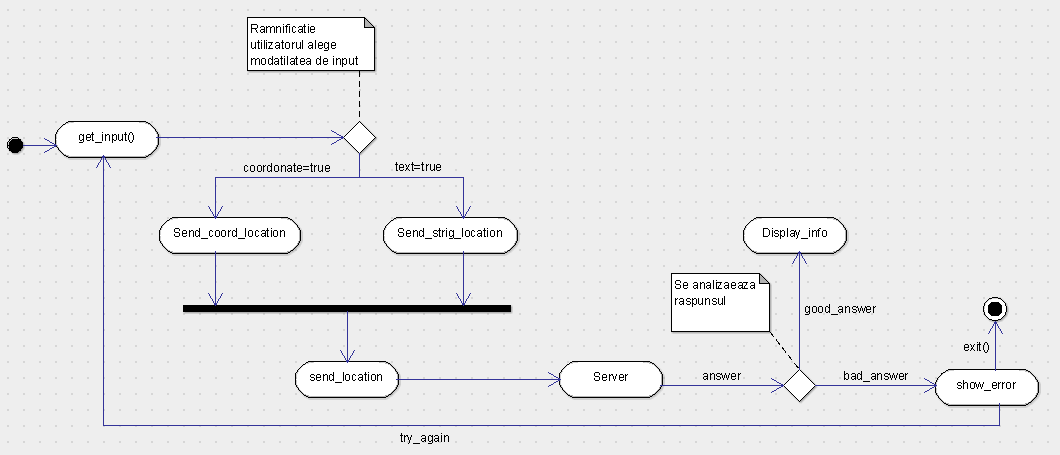 Ramnificatie
utilizatorul alege
modatilatea de input
get_input()
coordonate=true
text=true
Send_coord_location
Send_strig_location
Display_info
Se analizaeaza
raspunsul
good_answer
exit()
send_location
Server
answer
bad_answer
show_error
try_again